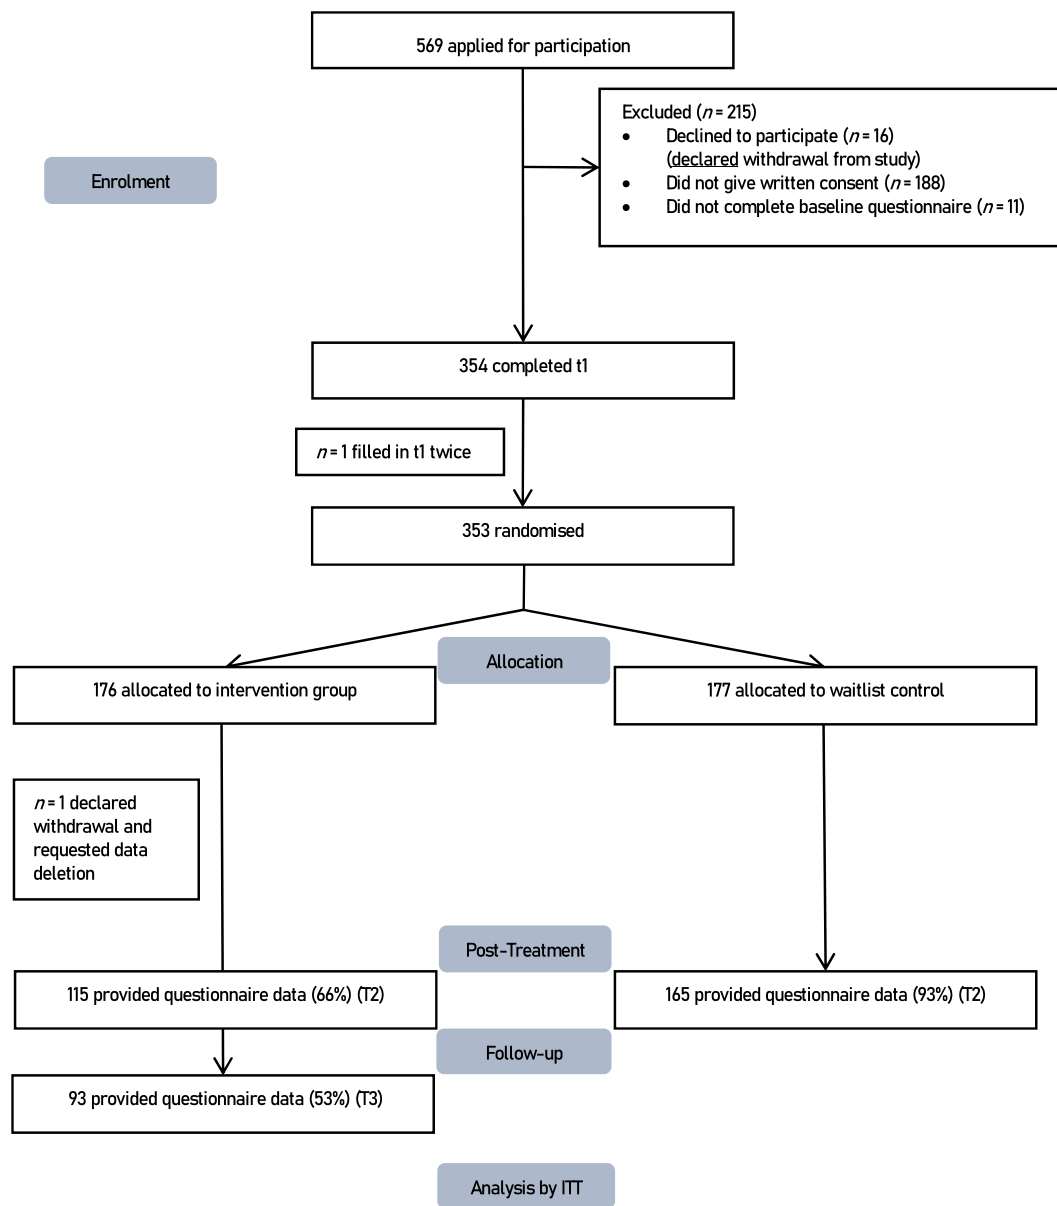 569 applied for participation
Excluded (n = 215)
• Declined to participate (n = 16)
(declared withdrawal from study)
• Did not give written consent (n = 188)
• Did not complete baseline questionnaire (n = 11)
Enrolment
354 completed t1
n = 1 filled in t1 twice
353 randomised
Allocation
176 allocated to intervention group
177 allocated to waitlist control
n = 1 declared
withdrawal and
requested data
deletion
Post-Treatment
115 provided questionnaire data (66%) (T2)
165 provided questionnaire data (93%) (T2)
Follow-up
93 provided questionnaire data (53%) (T3)
Analysis by ITT